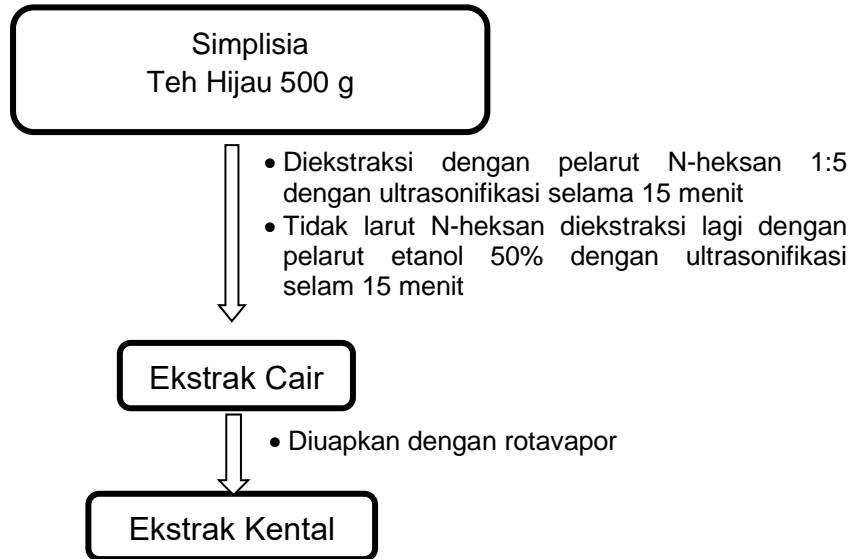 Simplisia
Teh Hijau 500 g
• Diekstraksi dengan pelarut N-heksan 1:5
dengan ultrasonifikasi selama 15 menit
• Tidak larut N-heksan diekstraksi lagi dengan
pelarut etanol 50% dengan ultrasonifikasi
selam 15 menit
Ekstrak Cair
• Diuapkan dengan rotavapor
Ekstrak Kental